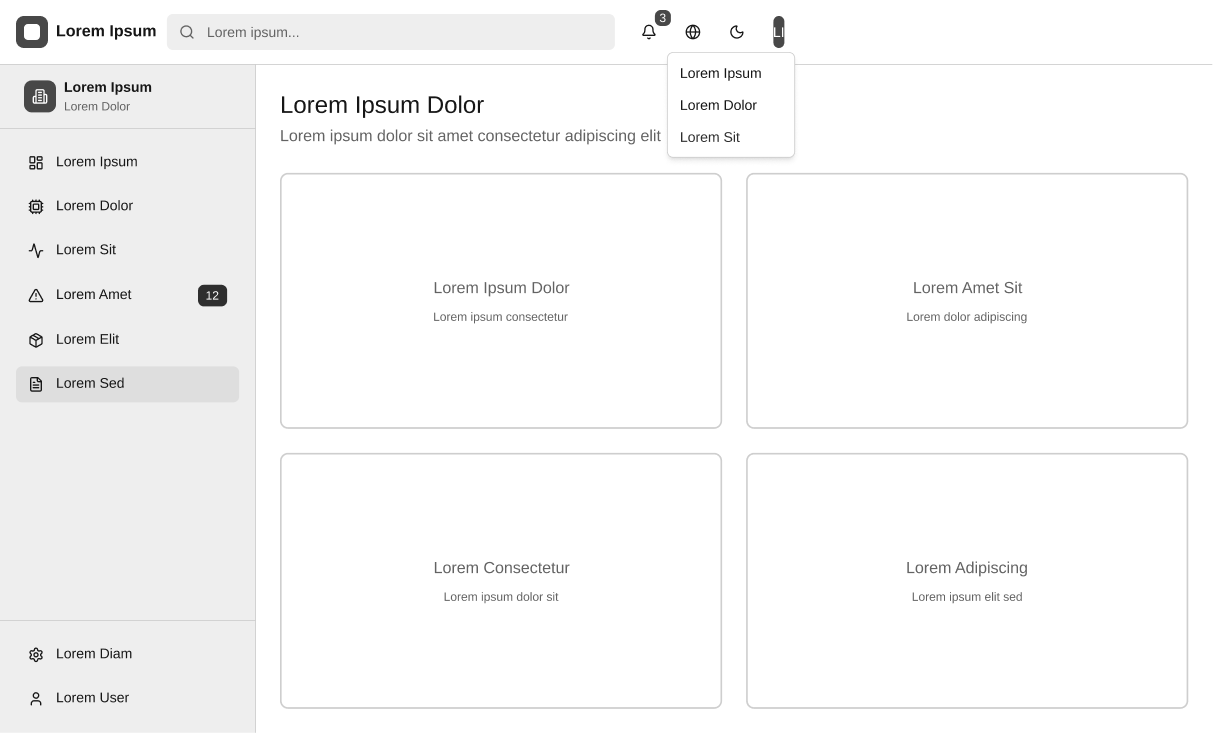 Lorem Ipsum
Lorem ipsum...
3
LI
Lorem Ipsum
Lorem Dolor
Lorem Sit
Lorem Ipsum
Lorem Dolor
Lorem Ipsum
Lorem Dolor
Lorem Sit
Lorem Amet
12
Lorem Elit
Lorem Sed
Lorem Diam
Lorem User
Lorem Ipsum Dolor
Lorem ipsum dolor sit amet consectetur adipiscing elit
Lorem Ipsum Dolor
Lorem ipsum consectetur
Lorem Amet Sit
Lorem dolor adipiscing
Lorem Consectetur
Lorem ipsum dolor sit
Lorem Adipiscing
Lorem ipsum elit sed